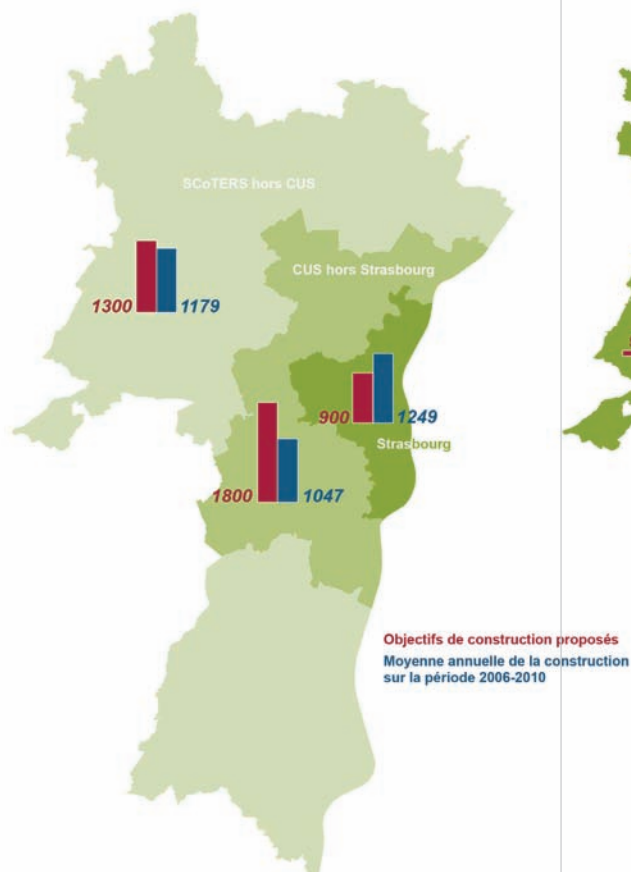 SCoTERS hors CUS
CUS hors Strasbourg
1300 1179
900 1249
Strasbourg
1800 1047
Objectifs de construction proposés
Moyenne annuelle de la construction
sur la période 2006-2010